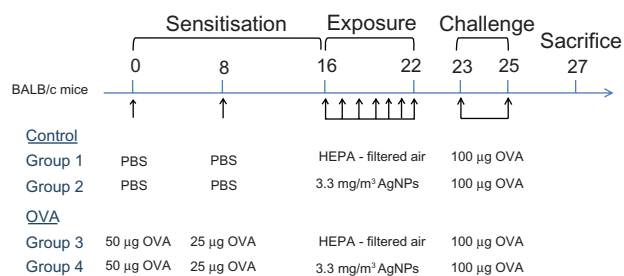 Sensitisation Exposure Challenge Sacrifice
0 8 16 22 23 25 27
BALB/c mice
Control
Group 1 PBS PBS HEPA - filtered air 100 µg OVA
Group 2 PBS PBS 3.3 mg/m³ AgNPs 100 µg OVA
OVA
Group 3 50 µg OVA 25 µg OVA HEPA - filtered air 100 µg OVA
Group 4 50 µg OVA 25 µg OVA 3.3 mg/m³ AgNPs 100 µg OVA